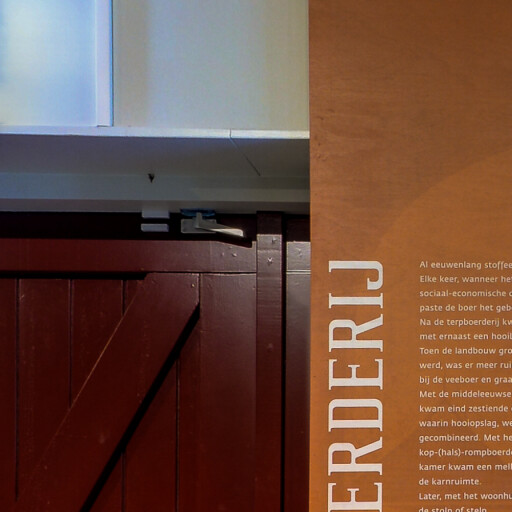 ERDERIJ
Al eeuwenlang stoffee
Elke keer, wanneer he
sociaal-economische
paste de boer het geb
Na de terpboerderij kw
met ernaast een hooi
Toen de landbouw gro
werd, was er meer rui
bij de veeboer en graa
Met de middeleeuwse
kwam eind zestiende
waarin hooiopslag, we
gecombineerd. Met he
kop-(hals)-rompboerde
kamer kwam een mel
de karnruimte.
Later, met het woonhu
de stolp of stelp